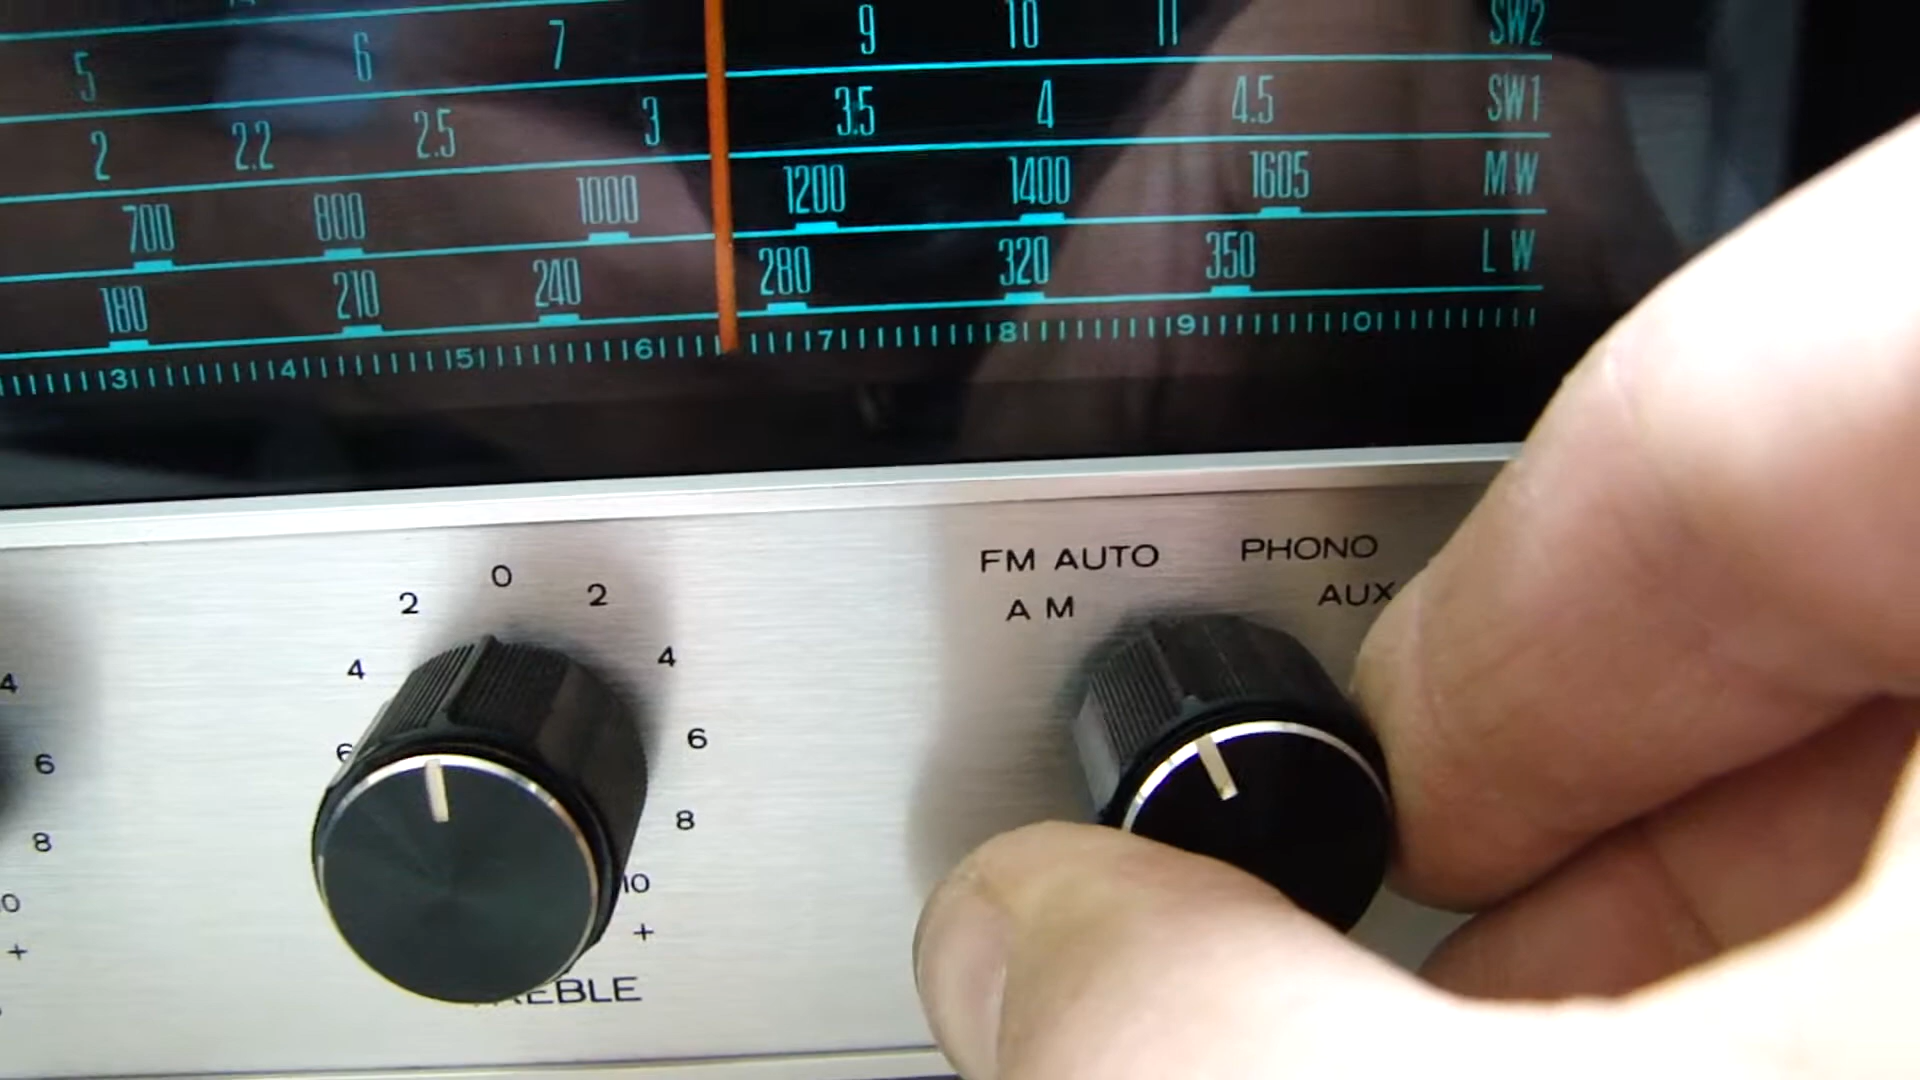 5 6 7 9 10 11 SW2
2 2.2 2.5 3 3.5 4 4.5 SW1
700 800 1000 1200 1400 1605 MW
180 210 240 280 320 350 LW
3 4 5 6 7 8 9 10
FM AUTO PHONO
AM AUX
0
2 2
4 4
6 6
8
10
+
4
6
8
+